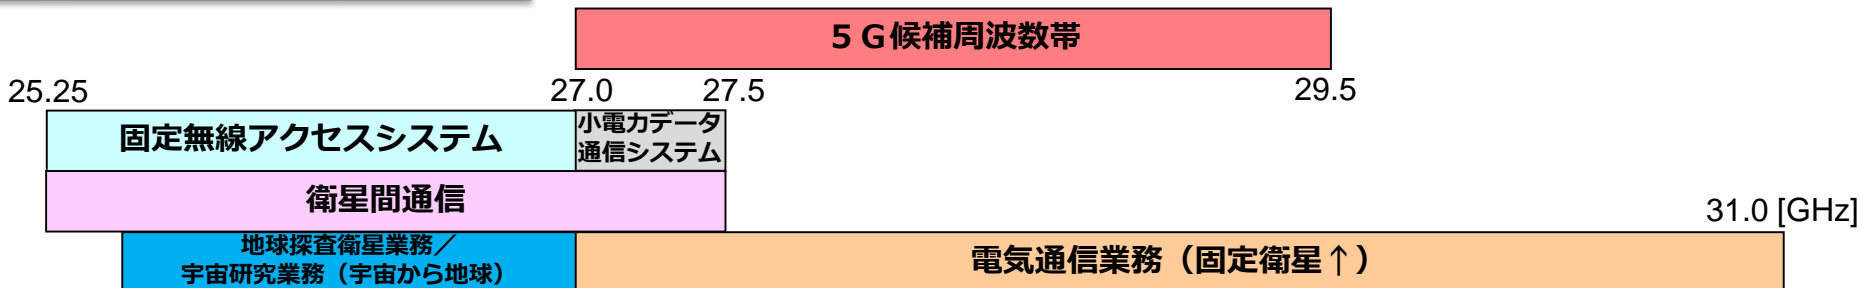 ５Ｇ候補周波数帯
25.25
27.0
27.5
29.5
固定無線アクセスシステム
小電力データ
通信システム
衛星間通信
31.0 [GHz]
地球探査衛星業務／
宇宙研究業務（宇宙から地球）
電気通信業務（固定衛星↑）